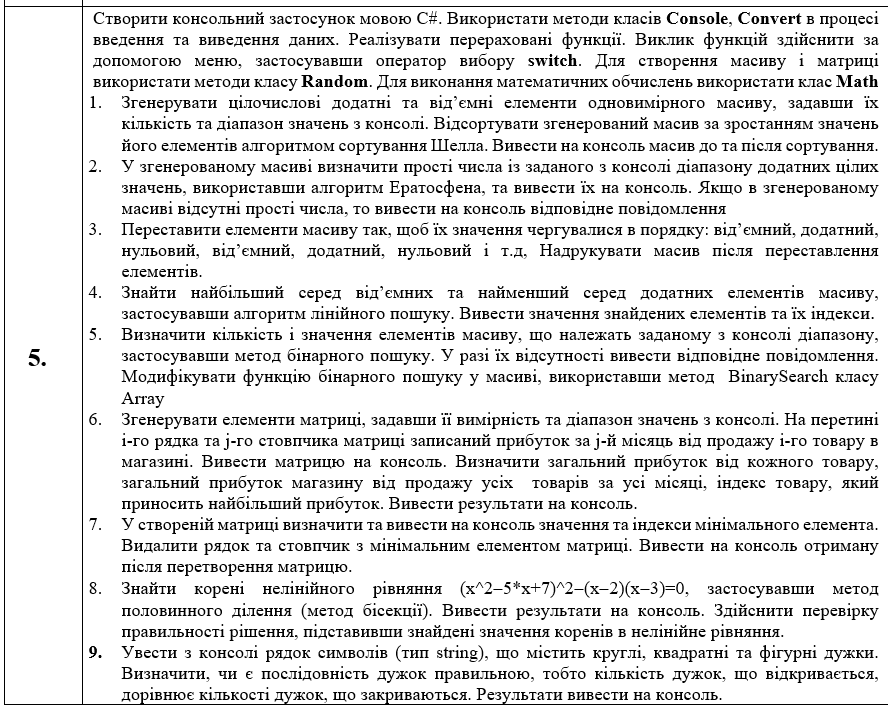 Створити консольний застосунок мовою C#. Використати методи класів Console, Convert в процесі
введення та виведення даних. Реалізувати перераховані функції. Виклик функцій здійснити за
допомогою меню, застосувавши оператор вибору switch. Для створення масиву і матриці
використати методи класу Random. Для виконання математичних обчислень використати клас Math
1. Згенерувати цілочислові додатні та від’ємні елементи одновимірного масиву, задавши їх
кількість та діапазон значень з консолі. Відсортувати згенерований масив за зростанням значень
його елементів алгоритмом сортування Шелла. Вивести на консоль масив до та після сортування.
2. У згенерованому масиві визначити прості числа із заданого з консолі діапазону додатних цілих
значень, використавши алгоритм Ератосфена, та вивести їх на консоль. Якщо в згенерованому
масиві відсутні прості числа, то вивести на консоль відповідне повідомлення
3. Переставити елементи масиву так, щоб їх значення чергувалися в порядку: від’ємний, додатний,
нульовий, від’ємний, додатний, нульовий і т.д, Надрукувати масив після переставлення
елементів.
4. Знайти найбільший серед від’ємних та найменший серед додатних елементів масиву,
застосувавши алгоритм лінійного пошуку. Вивести значення знайдених елементів та їх індекси.
5. Визначити кількість і значення елементів масиву, що належать заданому з консолі діапазону,
застосувавши метод бінарного пошуку. У разі їх відсутності вивести відповідне повідомлення.
Модифікувати функцію бінарного пошуку у масиві, використавши метод BinarySearch класу
Array
5.
6. Згенерувати елементи матриці, задавши її вимірність та діапазон значень з консолі. На перетині
i-го рядка та j-го стовпчика матриці записаний прибуток за j-й місяць від продажу i-го товару в
магазині. Вивести матрицю на консоль. Визначити загальний прибуток від кожного товару,
загальний прибуток магазину від продажу усіх товарів за усі місяці, індекс товару, який
приносить найбільший прибуток. Вивести результати на консоль.
7. У створеній матриці визначити та вивести на консоль значення та індекси мінімального елемента.
Видалити рядок та стовпчик з мінімальним елементом матриці. Вивести на консоль отриману
після перетворення матрицю.
8. Знайти корені нелінійного рівняння (x^2–5*x+7)^2–(x–2)(x–3)=0, застосувавши метод
половинного ділення (метод бісекції). Вивести результати на консоль. Здійснити перевірку
правильності рішення, підставивши знайдені значення коренів в нелінійне рівняння.
9. Увести з консолі рядок символів (тип string), що містить круглі, квадратні та фігурні дужки.
Визначити, чи є послідовність дужок правильною, тобто кількість дужок, що відкривається,
дорівнює кількості дужок, що закриваються. Результати вивести на консоль.